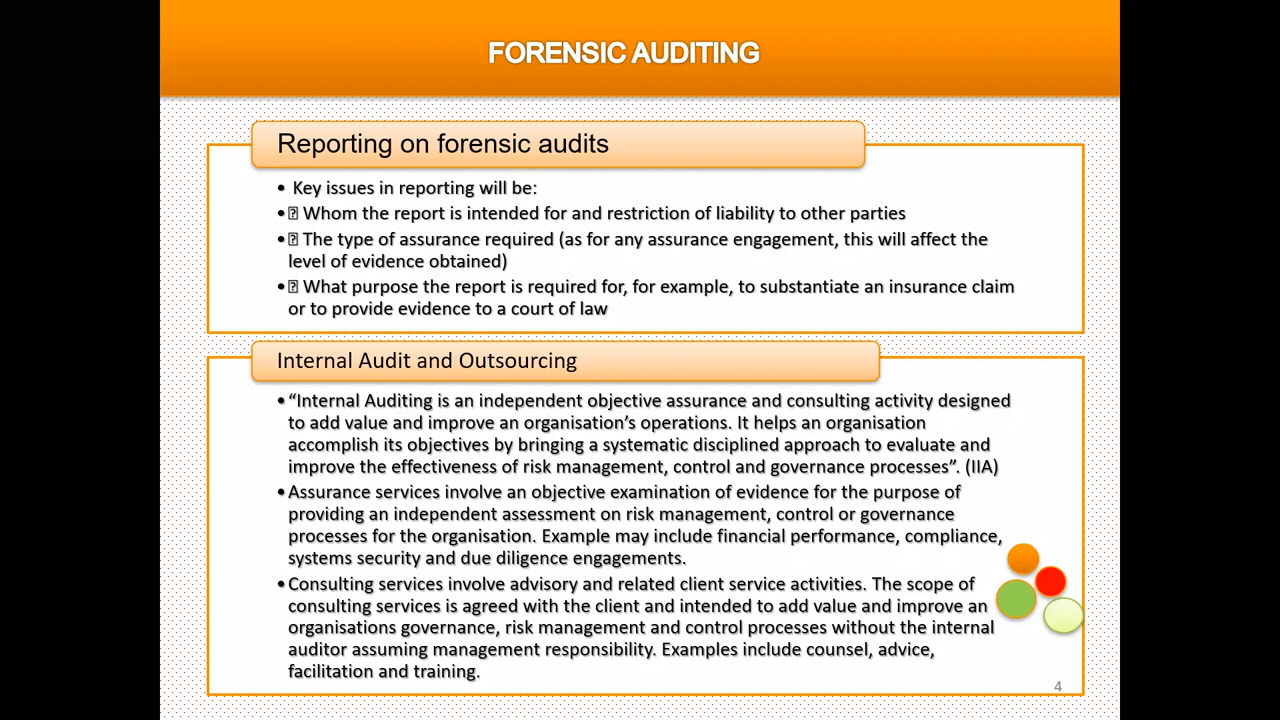 FORENSIC AUDITING
Reporting on forensic audits
• Key issues in reporting will be:
• Whom the report is intended for and restriction of liability to other parties
• The type of assurance required (as for any assurance engagement, this will affect the
level of evidence obtained)
• What purpose the report is required for, for example, to substantiate an insurance claim
or to provide evidence to a court of law
Internal Audit and Outsourcing
• “Internal Auditing is an independent objective assurance and consulting activity designed
to add value and improve an organisation’s operations. It helps an organisation
accomplish its objectives by bringing a systematic disciplined approach to evaluate and
improve the effectiveness of risk management, control and governance processes”. (IIA)
• Assurance services involve an objective examination of evidence for the purpose of
providing an independent assessment on risk management, control or governance
processes for the organisation. Example may include financial performance, compliance,
systems security and due diligence engagements.
• Consulting services involve advisory and related client service activities. The scope of
consulting services is agreed with the client and intended to add value and improve an
organisations governance, risk management and control processes without the internal
auditor assuming management responsibility. Examples include counsel, advice,
facilitation and training.
4